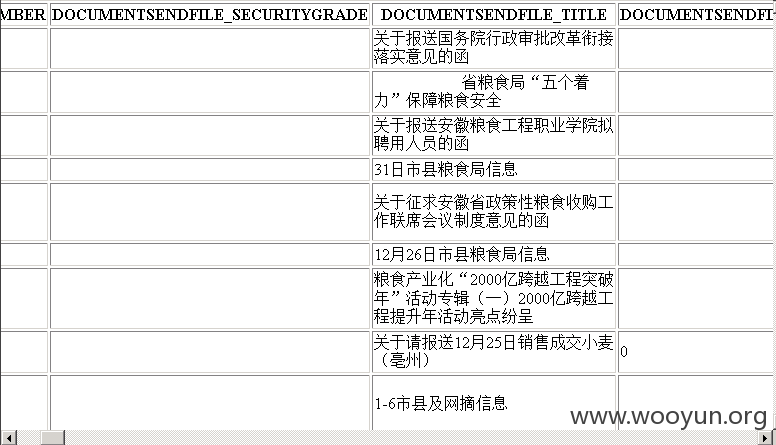 MBER DOCUMENTSENDFILE_SECURITYGRADE DOCUMENTSENDFILE_TITLE DOCUMENTSENDFI
关于报送国务院行政审批改革衔接
落实意见的函
省粮食局“五个着
力”保障粮食安全
关于报送安徽粮食工程职业学院拟
聘用人员的函
31日市县粮食局信息
关于征求安徽省政策性粮食收购工
作联席会议制度意见的函
12月26日市县粮食局信息
粮食产业化“2000亿跨越工程突破
年”活动专辑（一）2000亿跨越工
程提升年活动亮点纷呈
关于请报送12月25日销售成交小麦
（亳州）
0
1-6市县及网摘信息
www.wooyun.org